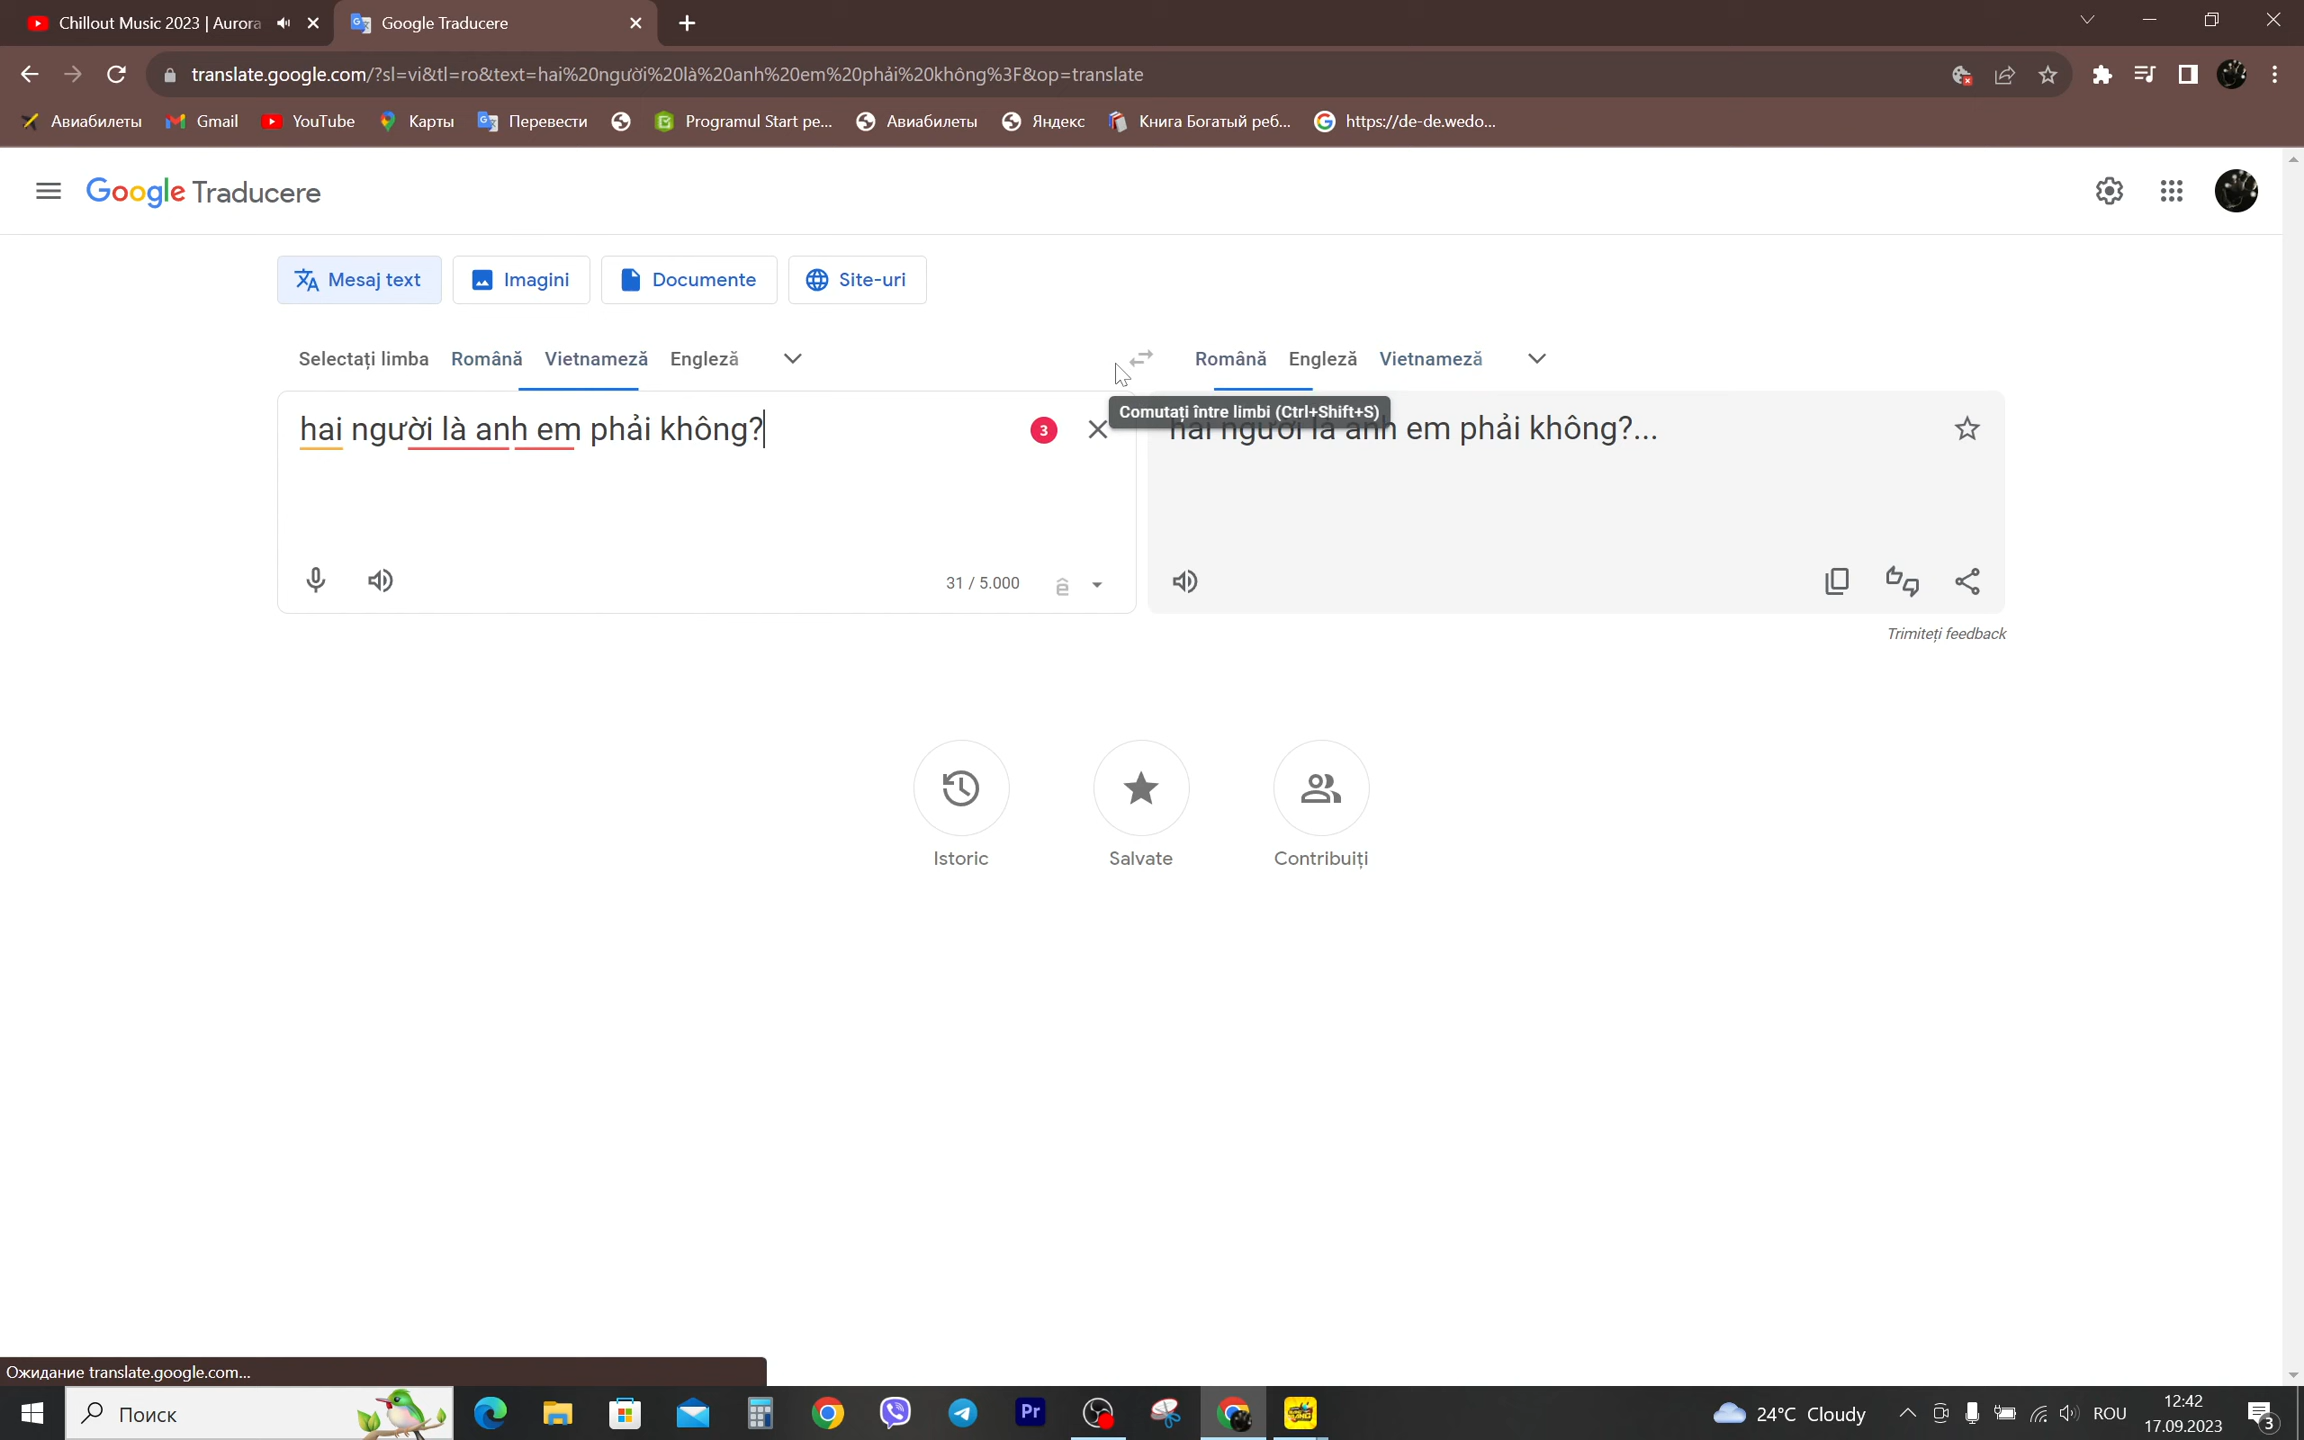 Chillout Music 2023 | Aurora
Google Traducere
translate.google.com/?sl=vi&tl=ro&text=hai%20người%20là%20anh%20em%20phải%20không%3F&op=translate
Авиабилеты
Gmail
YouTube
Карты
Перевести
Programul Start pe...
Авиабилеты
Яндекс
Книга Богатый реб...
https://de-de.wedo...
Google Traducere
Mesaj text
Imagini
Documente
Site-uri
Selectați limba
Română
Vietnameză
Engleză
Română
Engleză
Vietnameză
Comutați între limbi (Ctrl+Shift+S)
hai người là anh em phải không?
3
hai người là anh em phải không?...
31 / 5.000
ê
Trimiteți feedback
Istoric
Salvate
Contribuiți
Ожидание translate.google.com...
Поиск
Pr
24°C Cloudy
ROU
12:42
17.09.2023
3